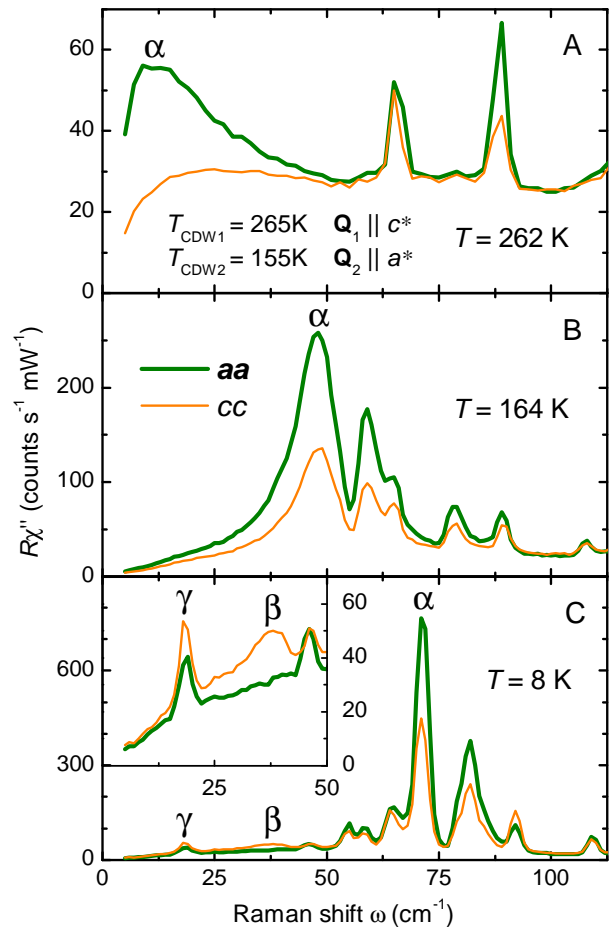 A
α
60
40
20
0
T_CDW1 = 265K Q_1 || c*
T_CDW2 = 155K Q_2 || a*
T = 262 K
B
α
200
100
0
aa
cc
T = 164 K
Rχ'' (counts s^-1 mW^-1)
C
α
γ
β
60
40
20
0
25
50
T = 8 K
600
300
0
γ
β
0
25
50
75
100
Raman shift ω (cm^-1)